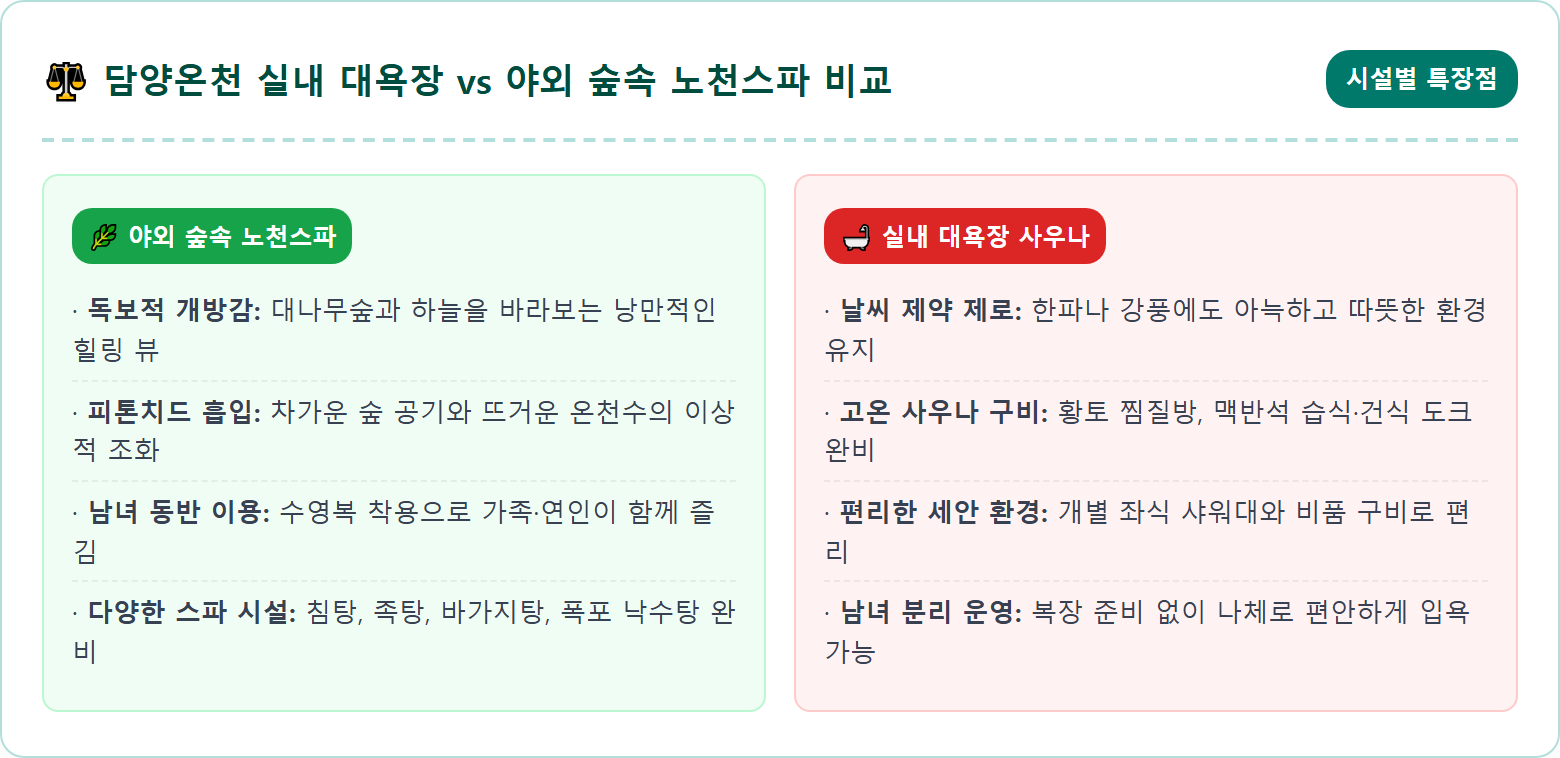 담양온천 실내 대욕장 vs 야외 숲속 노천스파 비교
시설별 특장점
야외 숲속 노천스파
· 독보적 개방감: 대나무숲과 하늘을 바라보는 낭만적인
힐링 뷰
· 피톤치드 흡입: 차가운 숲 공기와 뜨거운 온천수의 이상
적 조화
· 남녀 동반 이용: 수영복 착용으로 가족·연인이 함께 즐
김
· 다양한 스파 시설: 침탕, 족탕, 바가지탕, 폭포 낙수탕 완
비
실내 대욕장 사우나
· 날씨 제약 제로: 한파나 강풍에도 아늑하고 따뜻한 환경
유지
· 고온 사우나 구비: 황토 찜질방, 맥반석 습식·건식 도크
완비
· 편리한 세안 환경: 개별 좌식 샤워대와 비품 구비로 편
리
· 남녀 분리 운영: 복장 준비 없이 나체로 편안하게 입욕
가능